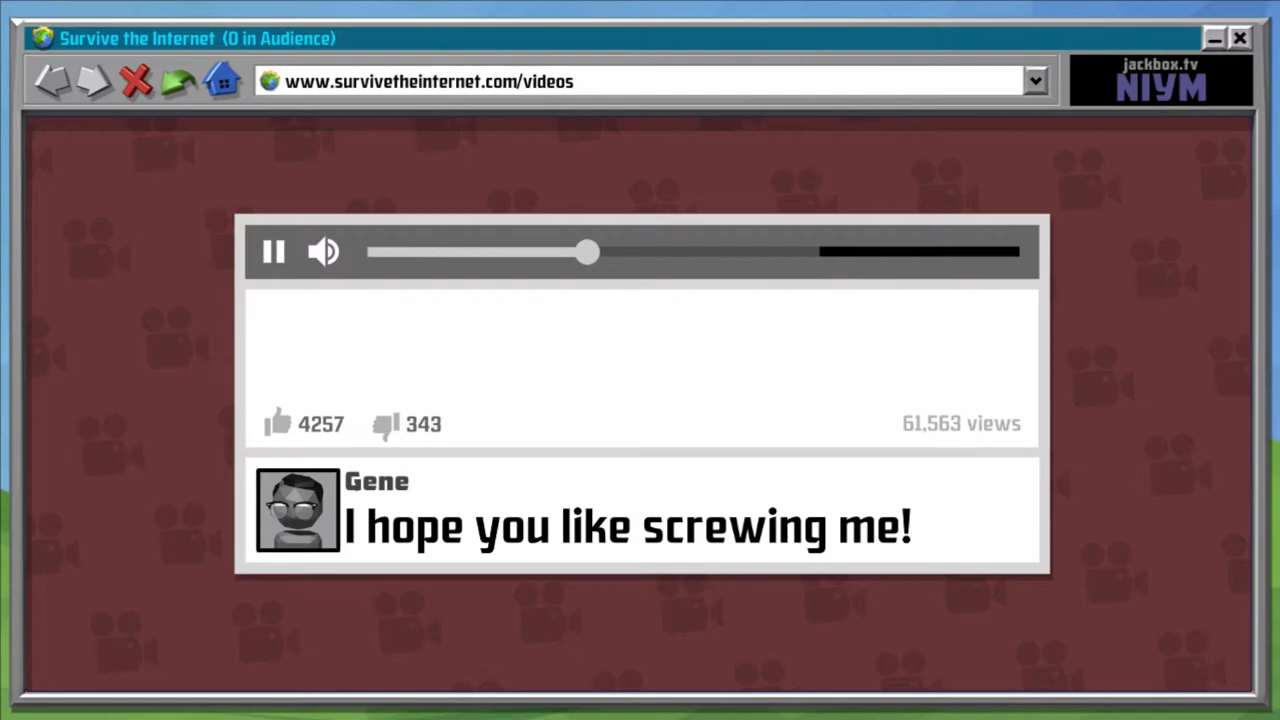 Survive the Internet (0 in Audience)
www.survivetheinternet.com/videos
jackbox.tv
NIYM
4257 343 61,563 views
Gene
I hope you like screwing me!